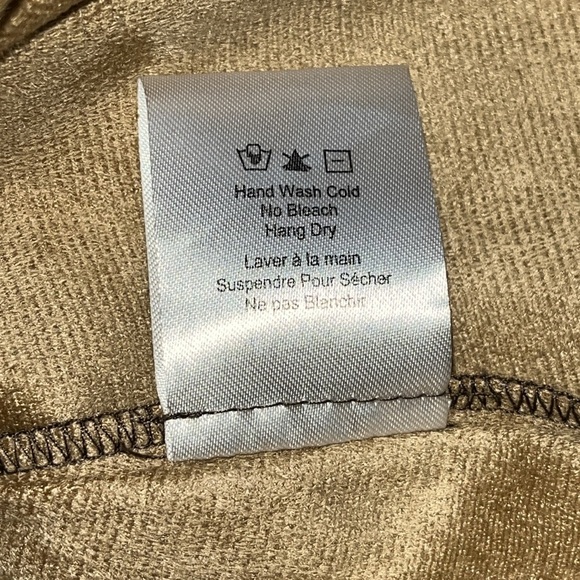 Hand Wash Cold
No Bleach
Hang Dry
Laver à la main
Suspendre Pour Sécher
Ne pas Blanchir